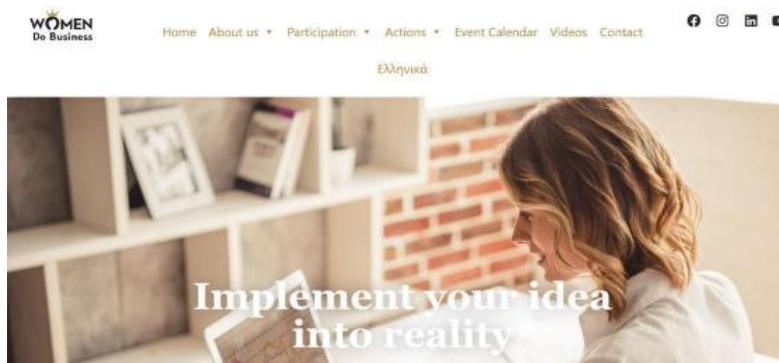 WOMEN
Do Business
Home About us Participation Actions Event Calendar Videos Contact
Ελληνικά
Implement your idea
into reality